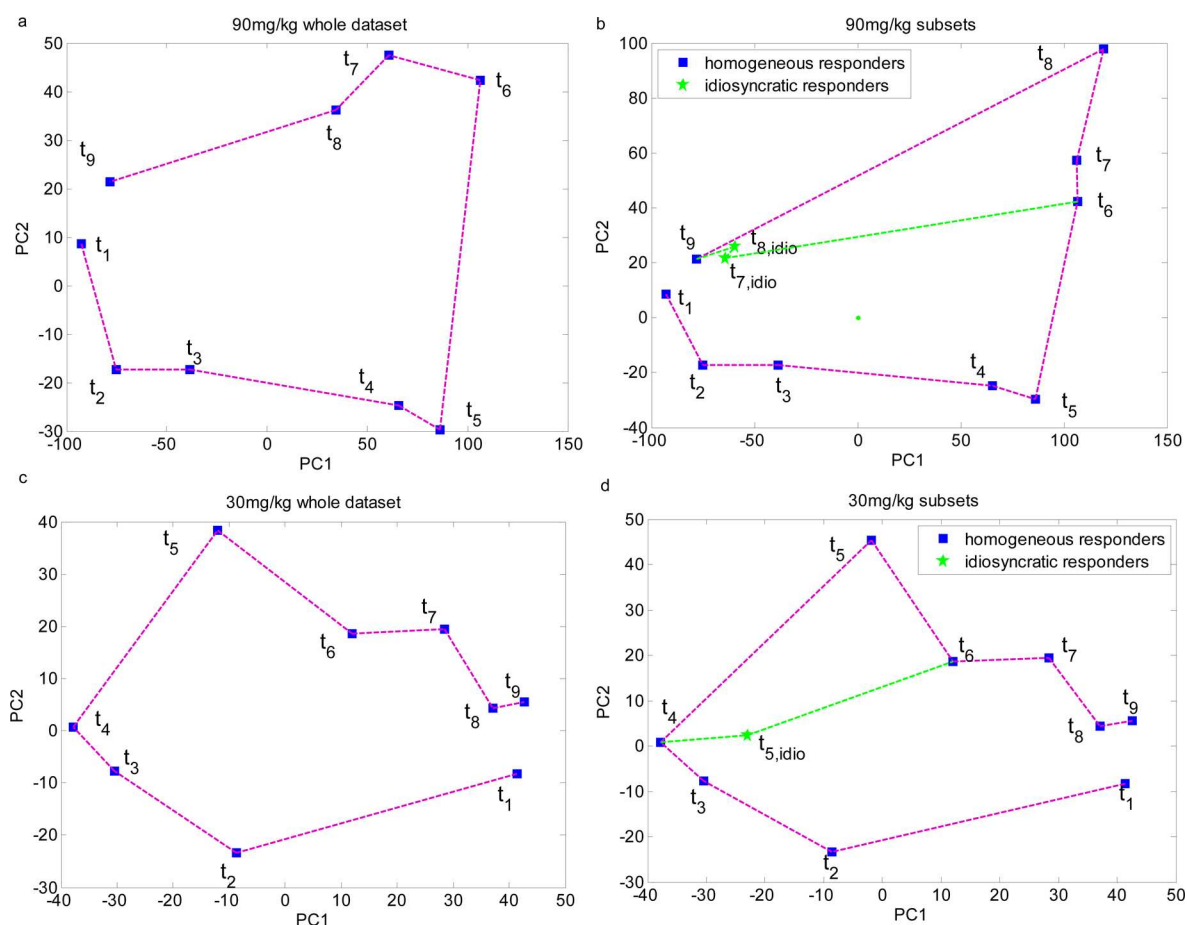 a
90mg/kg whole dataset
50
40
30
20
10
0
-10
-20
-30
PC2
-100
-50
0
50
100
150
PC1
t7
t6
t8
t9
t1
t2
t3
t4
t5
b
90mg/kg subsets
100
80
60
40
20
0
-20
-40
PC2
-100
-50
0
50
100
150
PC1
homogeneous responders
idiosyncratic responders
t8
t7
t6
t9
t8,idio
t7,idio
t1
t2
t3
t4
t5
c
30mg/kg whole dataset
40
30
20
10
0
-10
-20
-30
PC2
-40
-30
-20
-10
0
10
20
30
40
50
PC1
t5
t6
t7
t9
t8
t4
t3
t1
t2
d
30mg/kg subsets
50
40
30
20
10
0
-10
-20
-30
PC2
-40
-30
-20
-10
0
10
20
30
40
50
PC1
homogeneous responders
idiosyncratic responders
t5
t6
t7
t4
t9
t8
t5,idio
t3
t1
t2